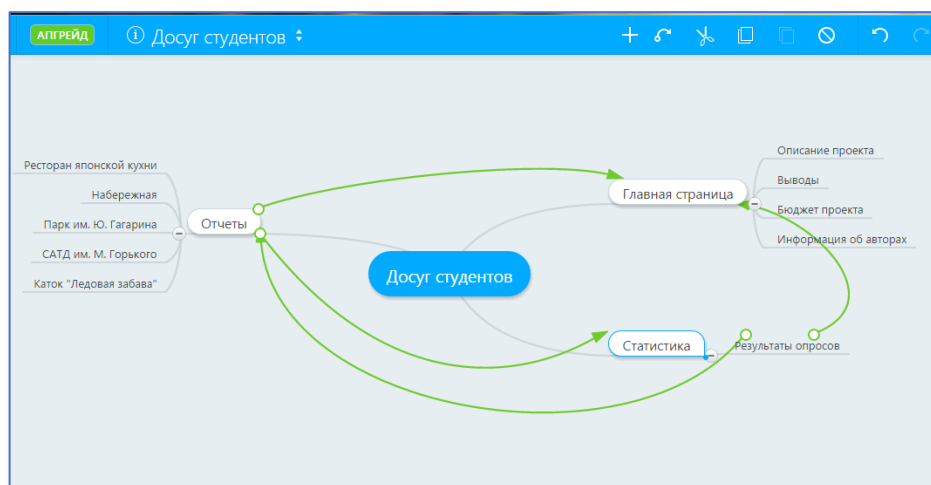 АПГРЕЙД
Досуг студентов
Ресторан японской кухни
Набережная
Парк им. Ю. Гагарина
САТД им. М. Горького
Каток "Ледовая забава"
Отчеты
Досуг студентов
Главная страница
Описание проекта
Выводы
Бюджет проекта
Информация об авторах
Статистика
Результаты опросов